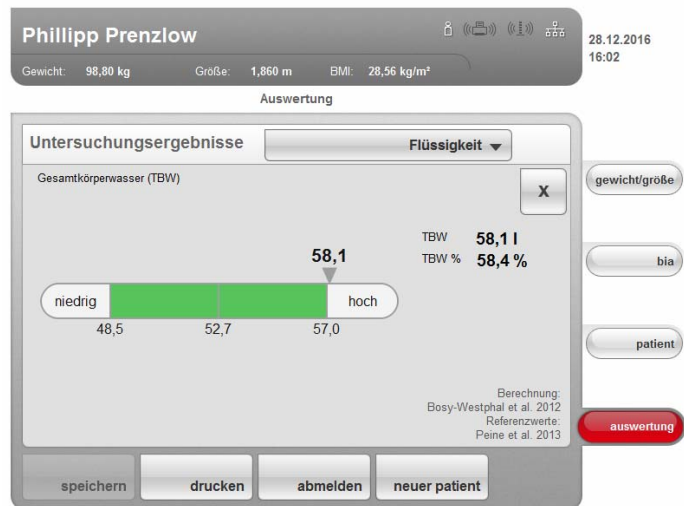 Phillipp Prenzlow
28.12.2016
16:02
Gewicht: 98,80 kg Größe: 1,860 m BMI: 28,56 kg/m²
Auswertung
Untersuchungsergebnisse Flüssigkeit
Gesamtkörperwasser (TBW)
X
TBW 58,1 l
TBW % 58,4 %
58,1
niedrig hoch
48,5 52,7 57,0
Berechnung:
Bosy-Westphal et al. 2012
Referenzwerte:
Peine et al. 2013
gewicht/größe
bia
patient
auswertung
speichern drucken abmelden neuer patient